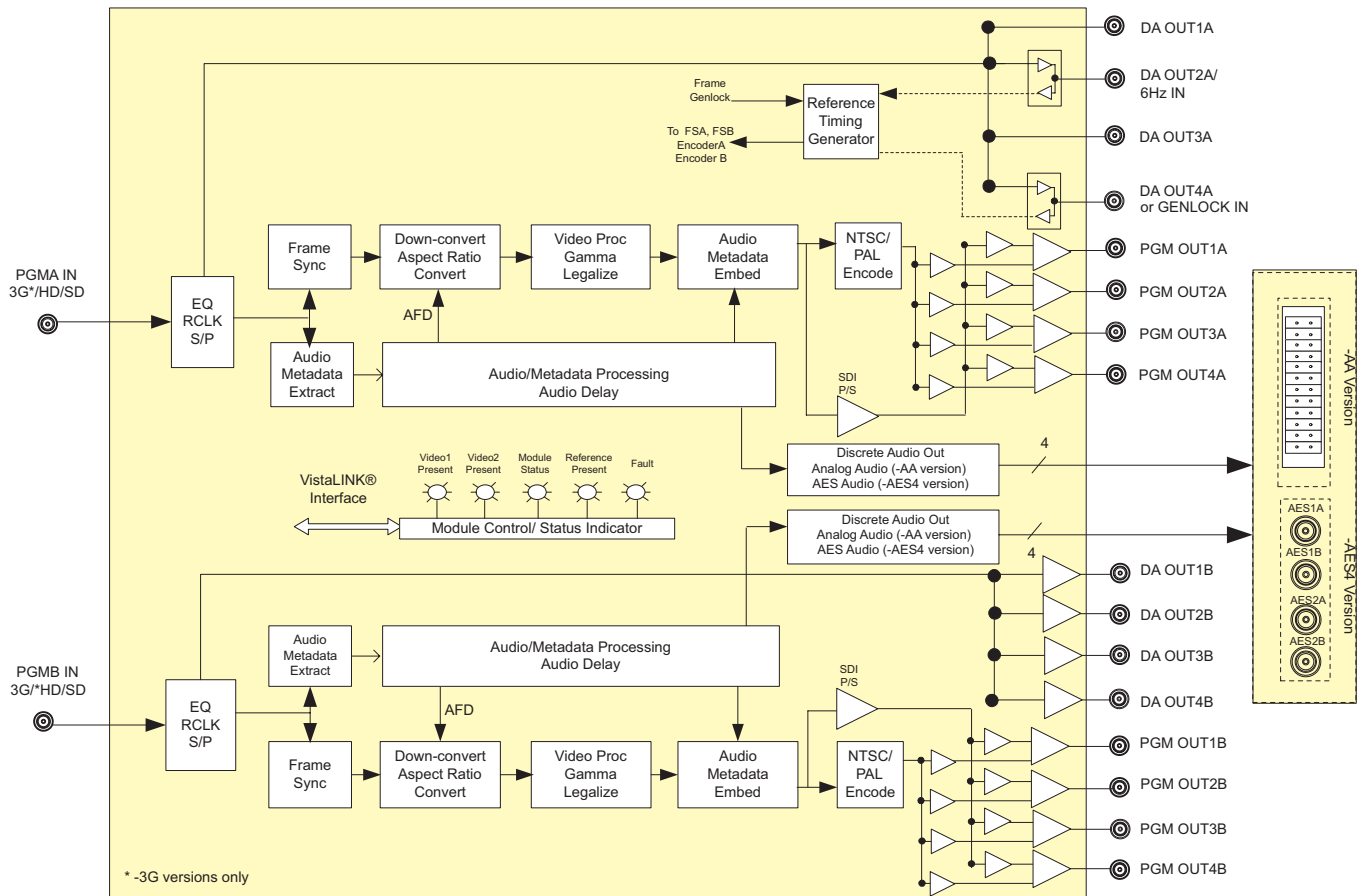 DA OUT1A
DA OUT2A/
6Hz IN
Frame
Genlock
Reference
Timing
Generator
To FSA, FSB
EncoderA
Encoder B
DA OUT3A
DA OUT4A
or GENLOCK IN
PGMA IN
3G*/HD/SD
EQ
RCLK
S/P
Frame
Sync
Down-convert
Aspect Ratio
Convert
Video Proc
Gamma
Legalize
Audio
Metadata
Embed
NTSC/
PAL
Encode
PGM OUT1A
PGM OUT2A
PGM OUT3A
PGM OUT4A
AFD
Audio
Metadata
Extract
Audio/Metadata Processing
Audio Delay
SDI
P/S
Discrete Audio Out
Analog Audio (-AA version)
AES Audio (-AES4 version)
4
-AA Version
VistaLINK®
Interface
Video1
Present
Video2
Present
Module
Status
Reference
Present
Fault
Module Control/ Status Indicator
Discrete Audio Out
Analog Audio (-AA version)
AES Audio (-AES4 version)
4
AES1A
AES1B
AES2A
AES2B
-AES4 Version
DA OUT1B
DA OUT2B
DA OUT3B
DA OUT4B
PGMB IN
3G/*HD/SD
EQ
RCLK
S/P
Audio
Metadata
Extract
Audio/Metadata Processing
Audio Delay
AFD
SDI
P/S
Frame
Sync
Down-convert
Aspect Ratio
Convert
Video Proc
Gamma
Legalize
Audio
Metadata
Embed
NTSC/
PAL
Encode
PGM OUT1B
PGM OUT2B
PGM OUT3B
PGM OUT4B
* -3G versions only